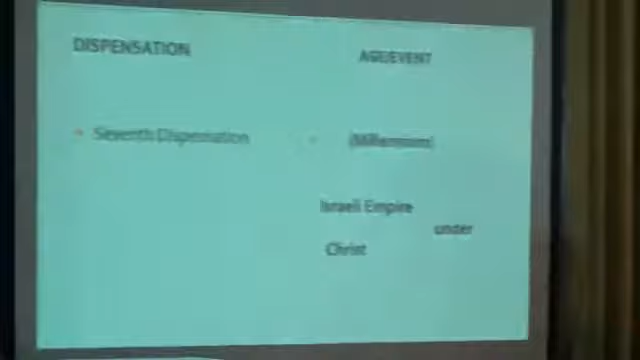 DISPENSATION
AGE/EVENT
Seventh Dispensation
(Millennium)
Israeli Empire
under
Christ